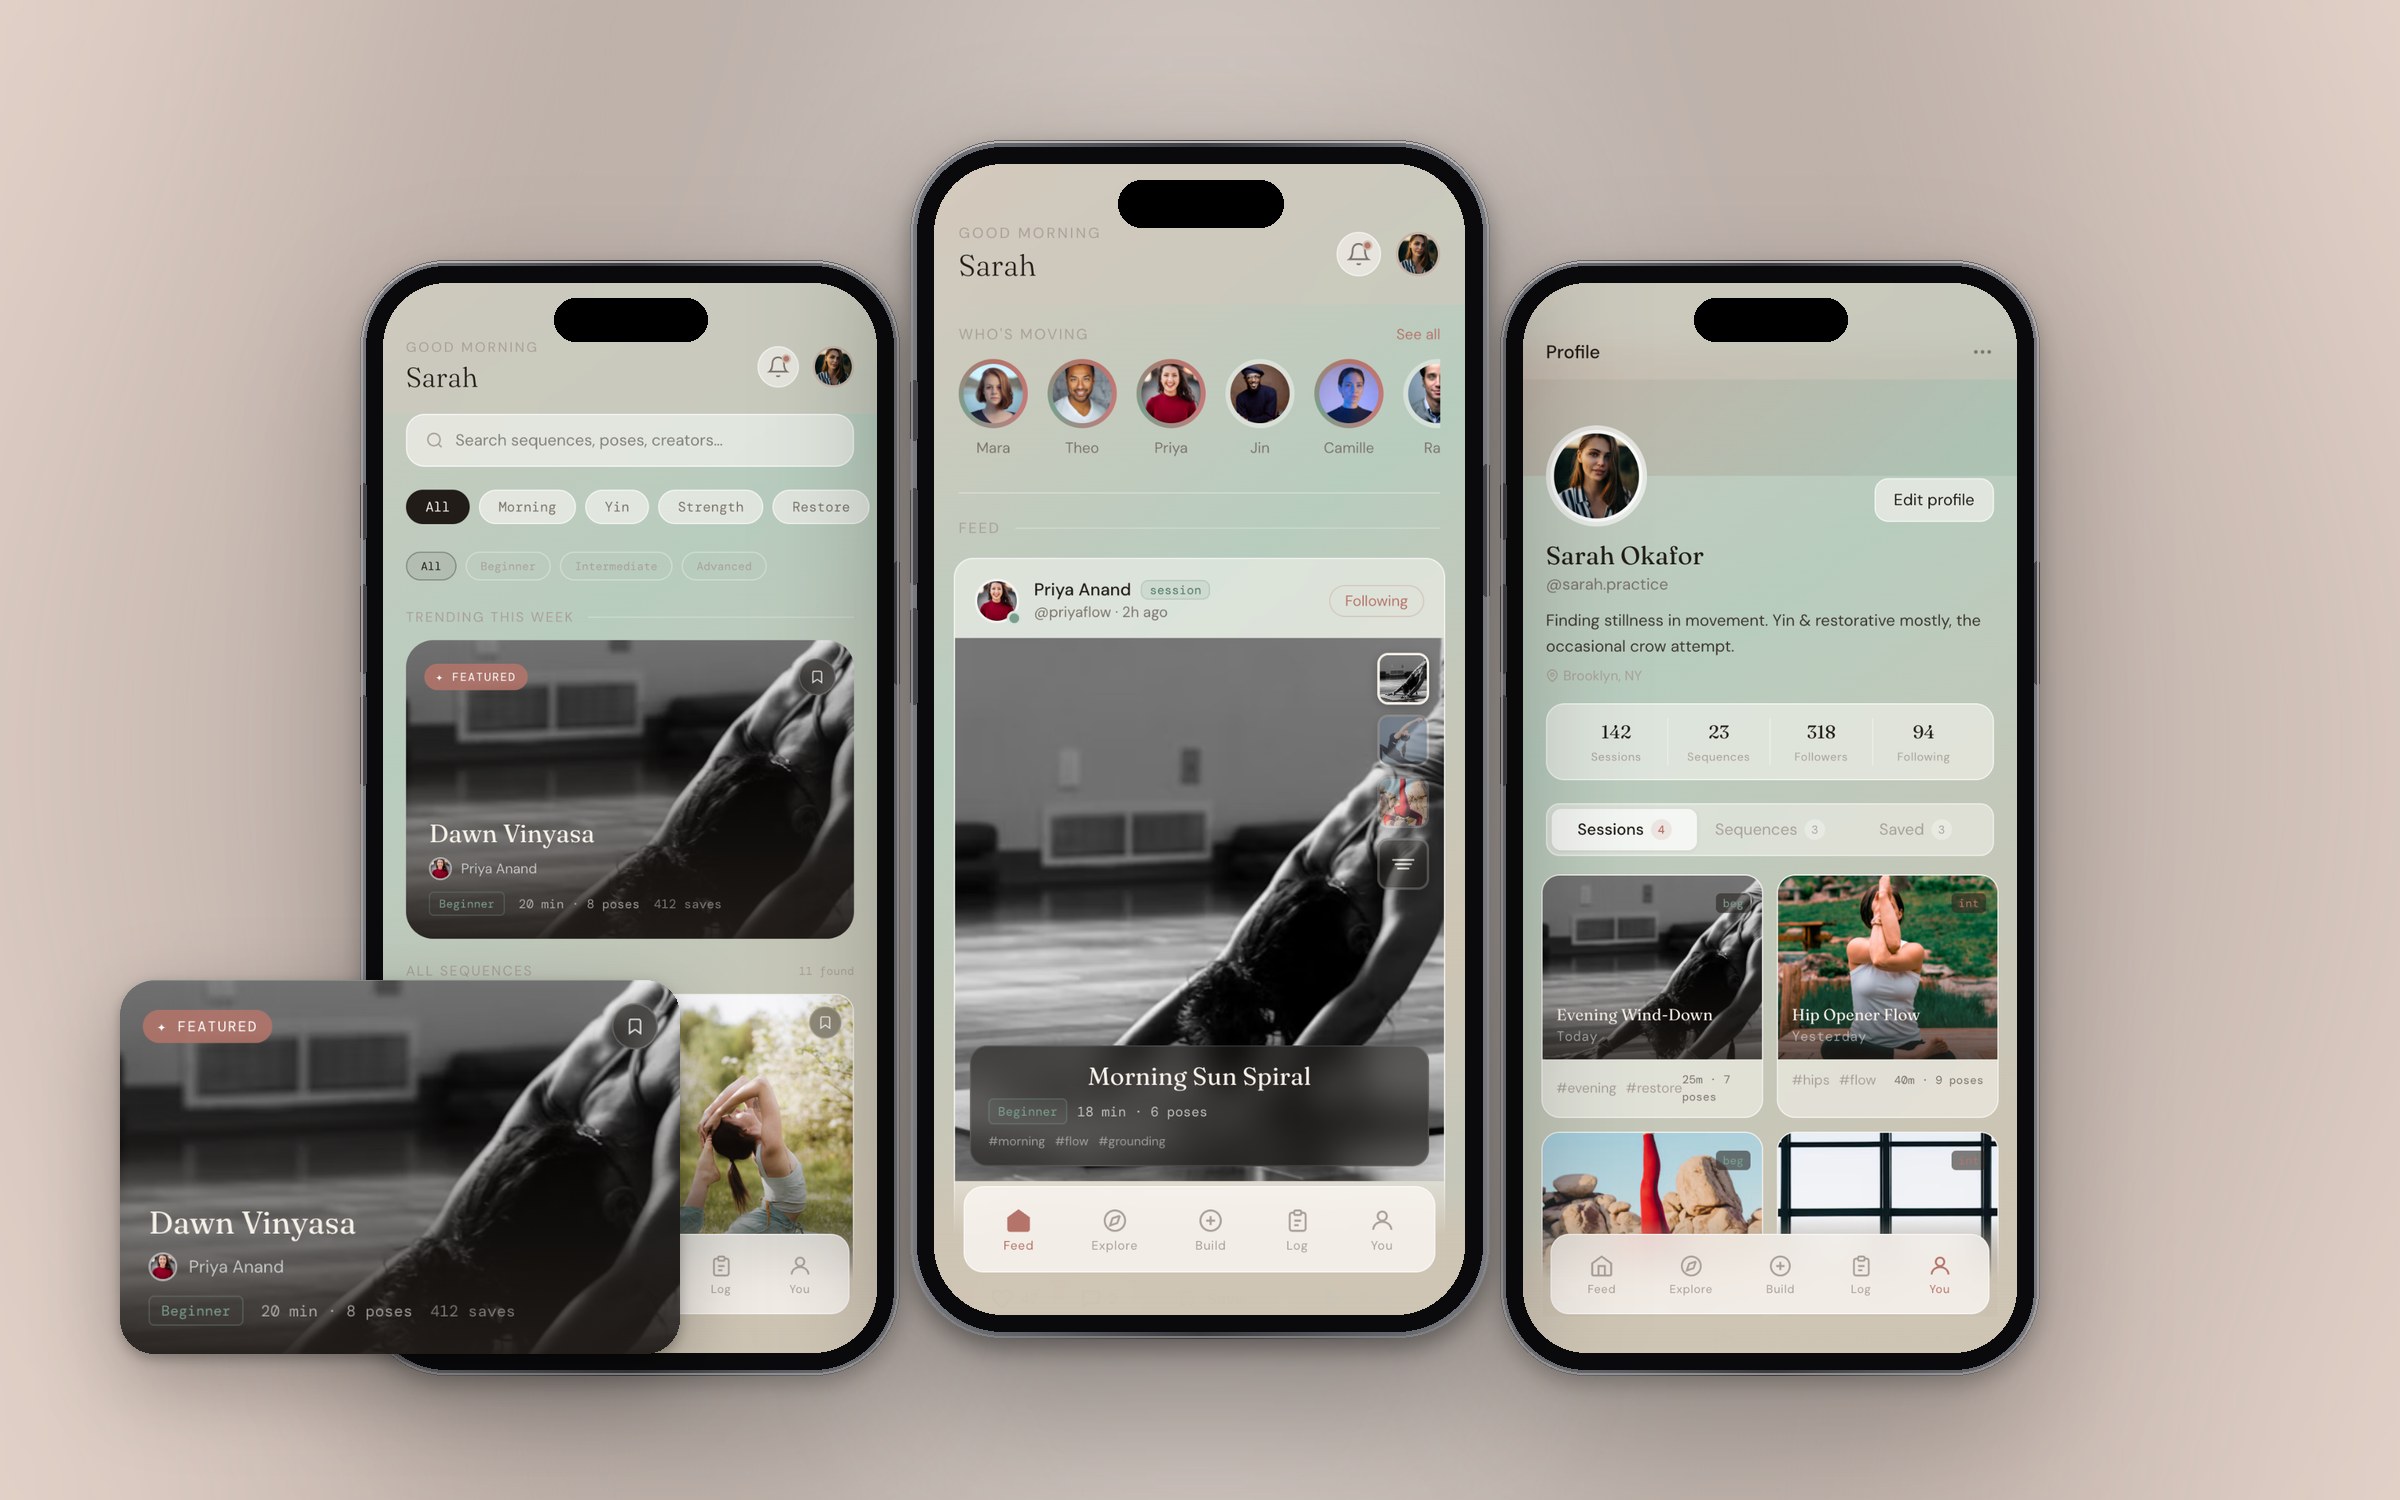 GOOD MORNING
Sarah
Search sequences, poses, creators...
All Morning Yin Strength Restore
All Beginner Intermediate Advanced
TRENDING THIS WEEK
✦ FEATURED
Dawn Vinyasa
Priya Anand
Beginner 20 min · 8 poses 412 saves
ALL SEQUENCES 11 found
✦ FEATURED
Dawn Vinyasa
Priya Anand
Beginner 20 min · 8 poses 412 saves
Log You
GOOD MORNING
Sarah
WHO'S MOVING See all
Mara Theo Priya Jin Camille Ra
FEED
Priya Anand session
@priyaflow · 2h ago
Following
Morning Sun Spiral
Beginner 18 min · 6 poses
#morning #flow #grounding
Feed Explore Build Log You
Profile
Edit profile
Sarah Okafor
@sarah.practice
Finding stillness in movement. Yin & restorative mostly, the
occasional crow attempt.
Brooklyn, NY
142 23 318 94
Sessions Sequences Followers Following
Sessions 4 Sequences 3 Saved 3
beg
Evening Wind-Down
Today
#evening #restore 25m · 7
poses
int
Hip Opener Flow
Yesterday
#hips #flow 40m · 9 poses
beg
Feed Explore Build Log You